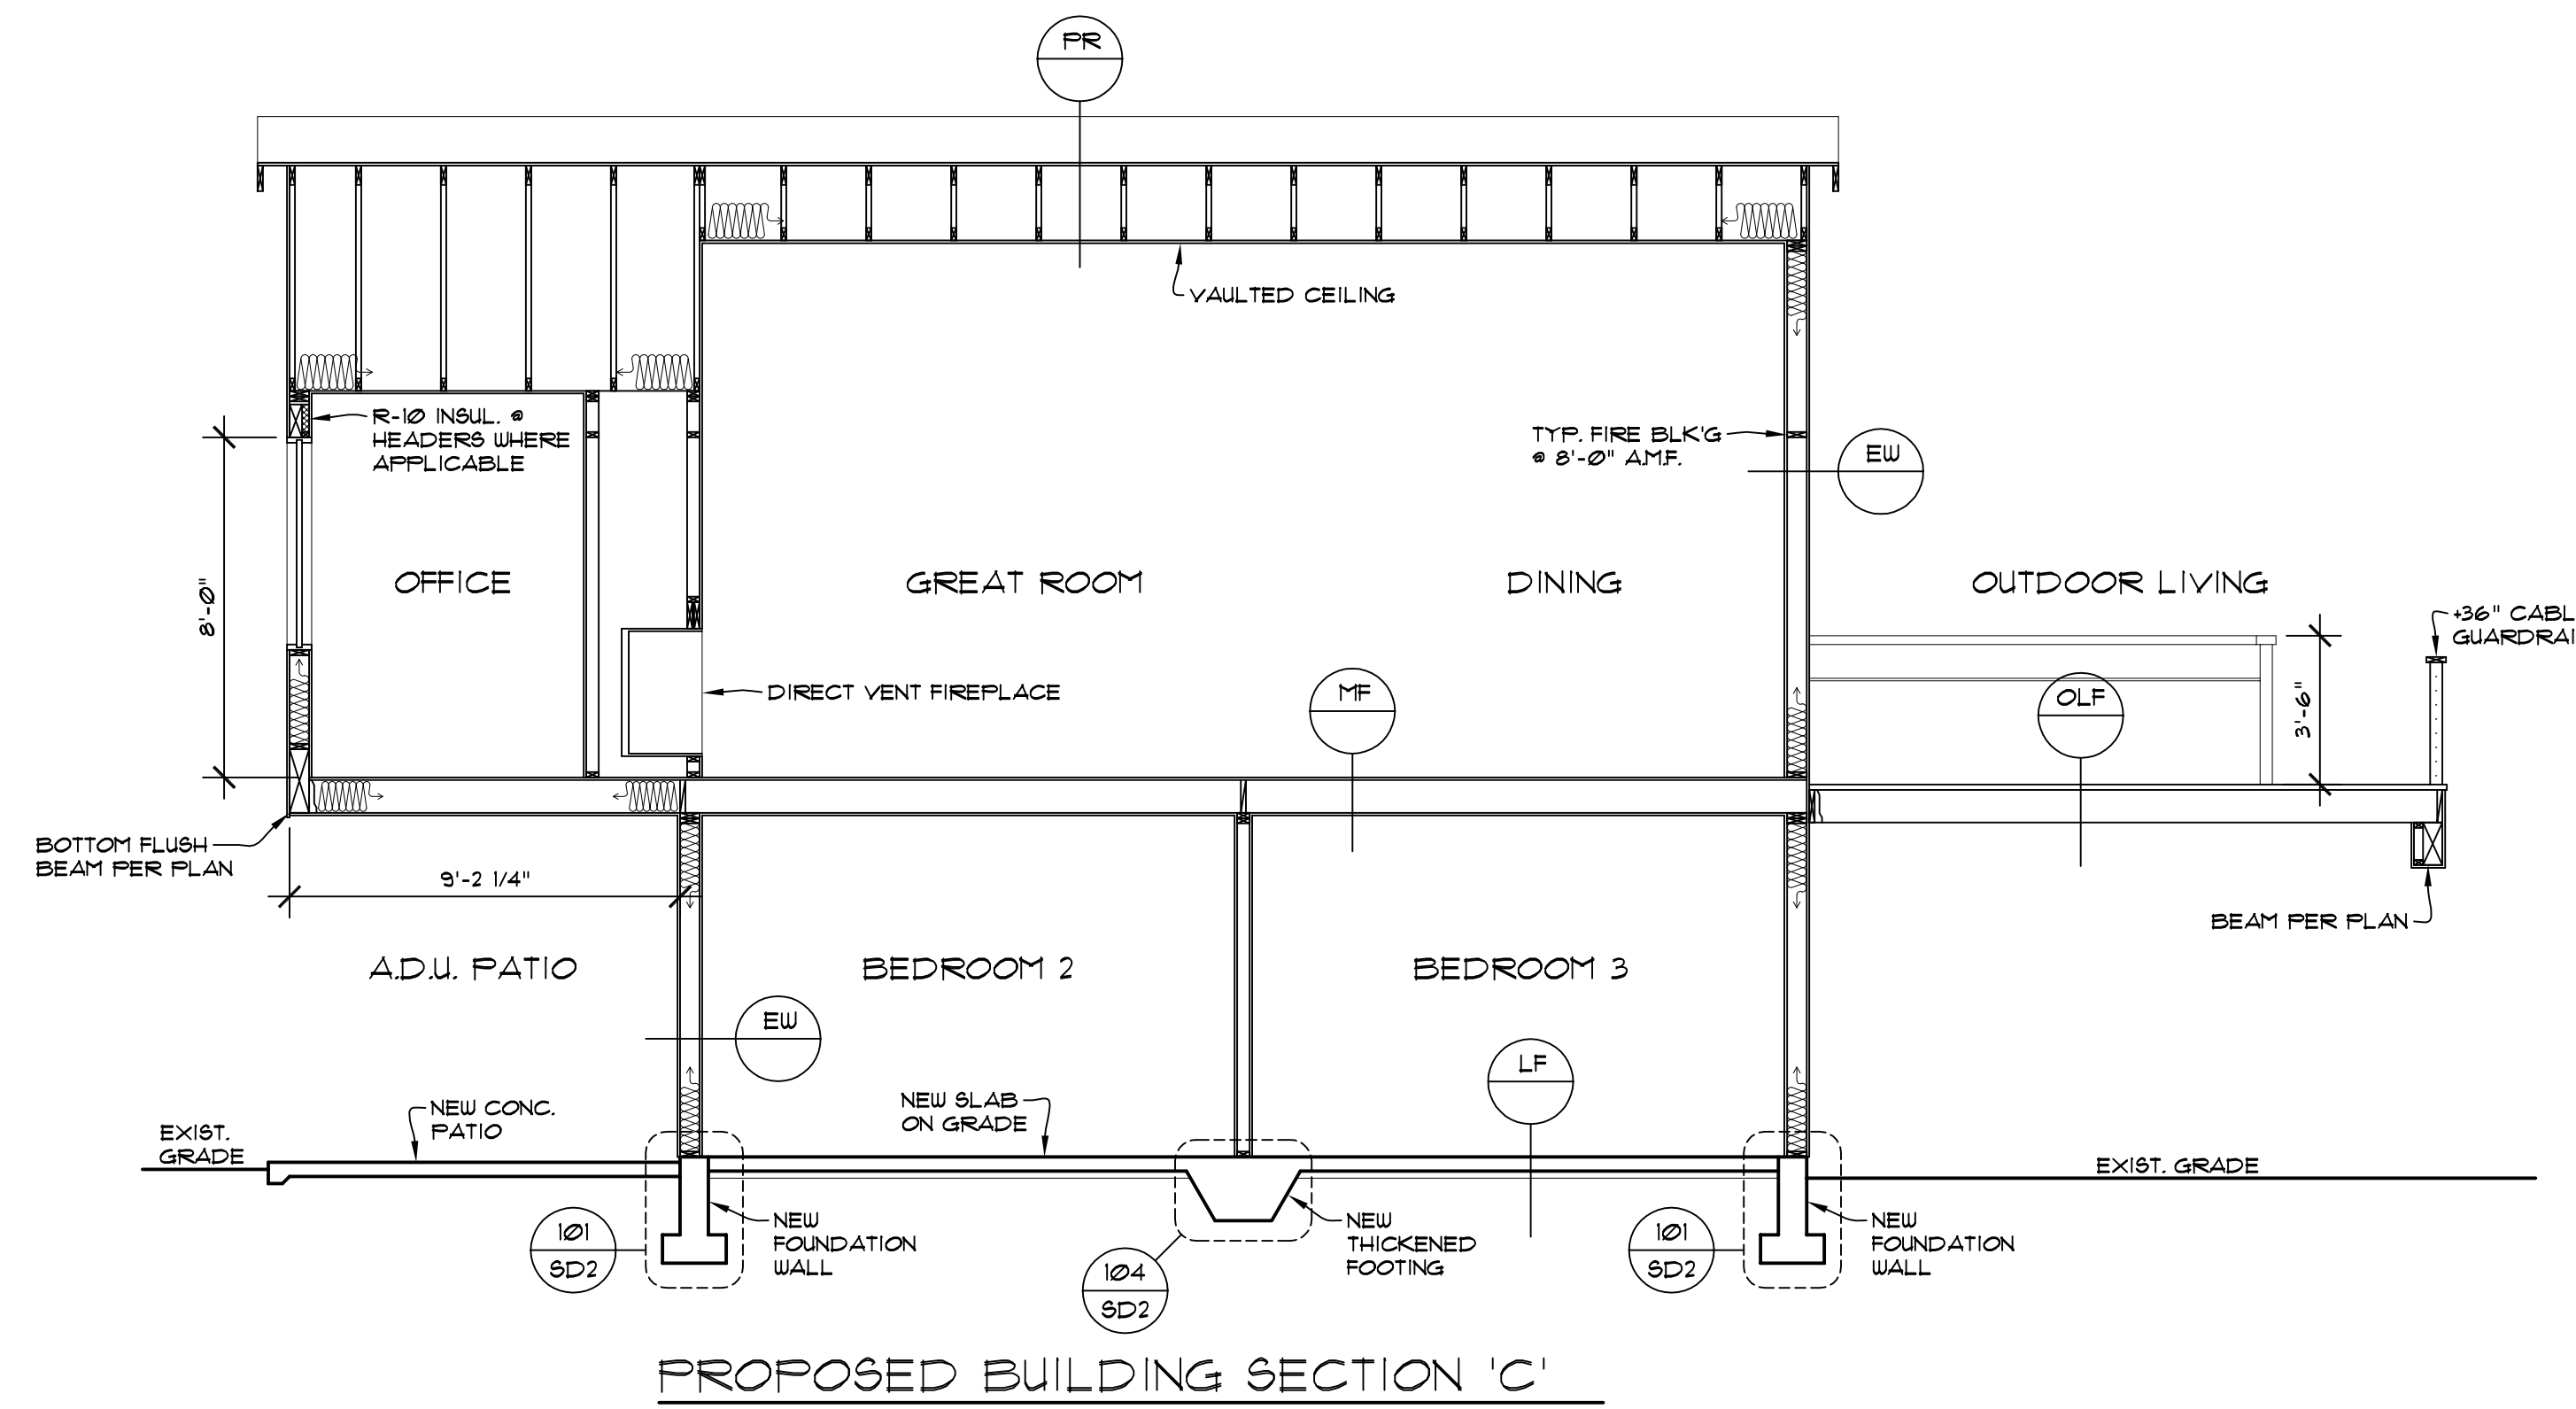 PR
VAULTED CEILING
R-10 INSUL. @
HEADERS WHERE
APPLICABLE
TYP. FIRE BLK'G
@ 8'-0" A.M.F.
EW
8'-0"
OFFICE
GREAT ROOM
DINING
OUTDOOR LIVING
+36" CABL
GUARDRAI
DIRECT VENT FIREPLACE
MF
OLF
3'-6"
BOTTOM FLUSH
BEAM PER PLAN
9'-2 1/4"
BEAM PER PLAN
A.D.U. PATIO
BEDROOM 2
BEDROOM 3
EW
LF
NEW CONC.
PATIO
NEW SLAB
ON GRADE
EXIST.
GRADE
EXIST. GRADE
101
SD2
NEW
FOUNDATION
WALL
104
SD2
NEW
THICKENED
FOOTING
101
SD2
NEW
FOUNDATION
WALL
PROPOSED BUILDING SECTION 'C'